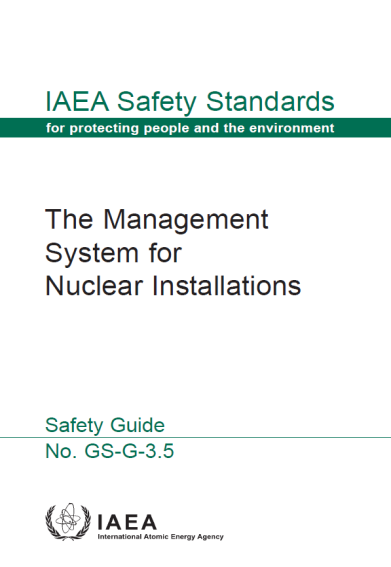 IAEA Safety Standards
for protecting people and the environment
The Management
System for
Nuclear Installations
Safety Guide
No. GS-G-3.5
IAEA
International Atomic Energy Agency